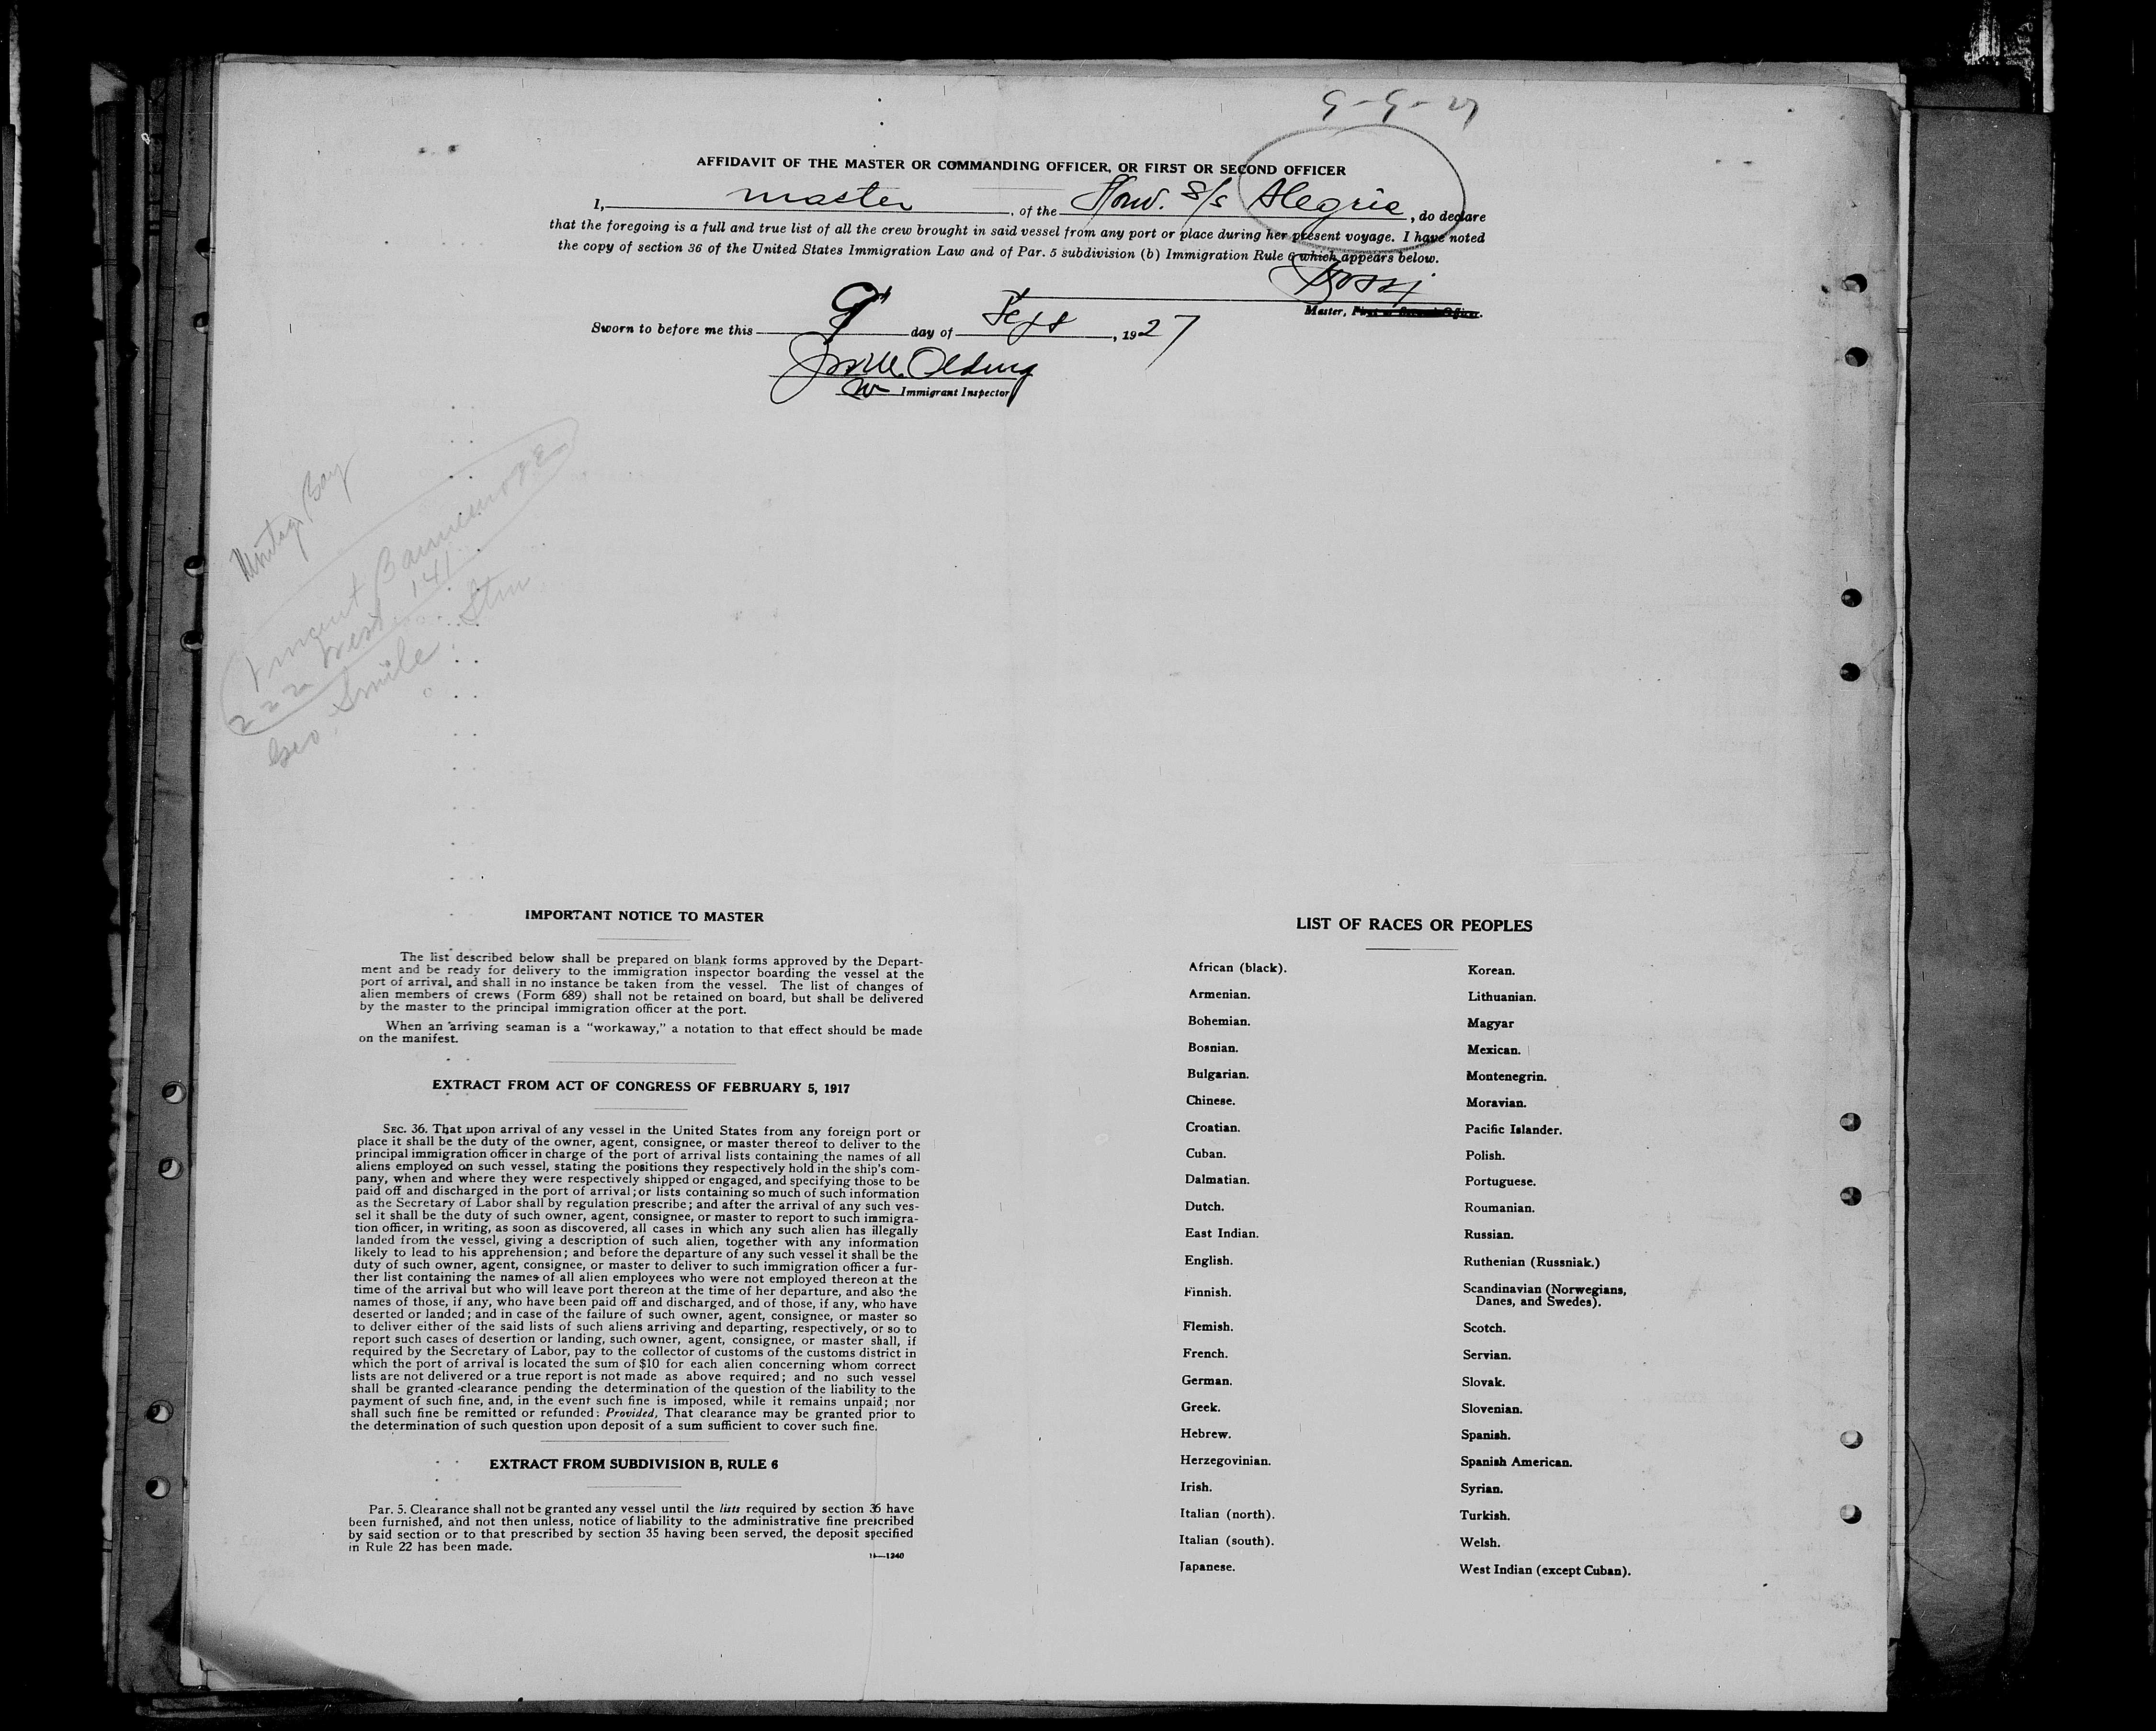 9-9-27
AFFIDAVIT OF THE MASTER OR COMMANDING OFFICER, OR FIRST OR SECOND OFFICER
I, master, of the Norw. S/S Alegria, do declare
that the foregoing is a full and true list of all the crew brought in said vessel from any port or place during her present voyage. I have noted
the copy of section 36 of the United States Immigration Law and of Par. 5 subdivision (b) Immigration Rule 6 which appears below.
Master, First or Second Officer.
Sworn to before me this 9 day of Sept, 1927
Immigrant Inspector
Montego Bay
Vincent
222 West 141
Geo. Smile Stm
IMPORTANT NOTICE TO MASTER
The list described below shall be prepared on blank forms approved by the Depart-
ment and be ready for delivery to the immigration inspector boarding the vessel at the
port of arrival, and shall in no instance be taken from the vessel. The list of changes of
alien members of crews (Form 689) shall not be retained on board, but shall be delivered
by the master to the principal immigration officer at the port.
When an arriving seaman is a "workaway," a notation to that effect should be made
on the manifest.
EXTRACT FROM ACT OF CONGRESS OF FEBRUARY 5, 1917
SEC. 36. That upon arrival of any vessel in the United States from any foreign port or
place it shall be the duty of the owner, agent, consignee, or master thereof to deliver to the
principal immigration officer in charge of the port of arrival lists containing the names of all
aliens employed on such vessel, stating the positions they respectively hold in the ship's com-
pany, when and where they were respectively shipped or engaged, and specifying those to be
paid off and discharged in the port of arrival; or lists containing so much of such information
as the Secretary of Labor shall by regulation prescribe; and after the arrival of any such ves-
sel it shall be the duty of such owner, agent, consignee, or master to report to such immigra-
tion officer, in writing, as soon as discovered, all cases in which any such alien has illegally
landed from the vessel, giving a description of such alien, together with any information
likely to lead to his apprehension; and before the departure of any such vessel it shall be the
duty of such owner, agent, consignee, or master to deliver to such immigration officer a fur-
ther list containing the names of all alien employees who were not employed thereon at the
time of the arrival but who will leave port thereon at the time of her departure, and also the
names of those, if any, who have been paid off and discharged, and of those, if any, who have
deserted or landed; and in case of the failure of such owner, agent, consignee, or master so
to deliver either of the said lists of such aliens arriving and departing, respectively, or so to
report such cases of desertion or landing, such owner, agent, consignee, or master shall, if
required by the Secretary of Labor, pay to the collector of customs of the customs district in
which the port of arrival is located the sum of $10 for each alien concerning whom correct
lists are not delivered or a true report is not made as above required; and no such vessel
shall be granted clearance pending the determination of the question of the liability to the
payment of such fine, and, in the event such fine is imposed, while it remains unpaid; nor
shall such fine be remitted or refunded: Provided, That clearance may be granted prior to
the determination of such question upon deposit of a sum sufficient to cover such fine.
EXTRACT FROM SUBDIVISION B, RULE 6
Par. 5. Clearance shall not be granted any vessel until the lists required by section 36 have
been furnished, and not then unless, notice of liability to the administrative fine prescribed
by said section or to that prescribed by section 35 having been served, the deposit specified
in Rule 22 has been made.
11—1240
LIST OF RACES OR PEOPLES
African (black).
Armenian.
Bohemian.
Bosnian.
Bulgarian.
Chinese.
Croatian.
Cuban.
Dalmatian.
Dutch.
East Indian.
English.
Finnish.
Flemish.
French.
German.
Greek.
Hebrew.
Herzegovinian.
Irish.
Italian (north).
Italian (south).
Japanese.
Korean.
Lithuanian.
Magyar
Mexican.
Montenegrin.
Moravian.
Pacific Islander.
Polish.
Portuguese.
Roumanian.
Russian.
Ruthenian (Russniak.)
Scandinavian (Norwegians,
Danes, and Swedes).
Scotch.
Servian.
Slovak.
Slovenian.
Spanish.
Spanish American.
Syrian.
Turkish.
Welsh.
West Indian (except Cuban).